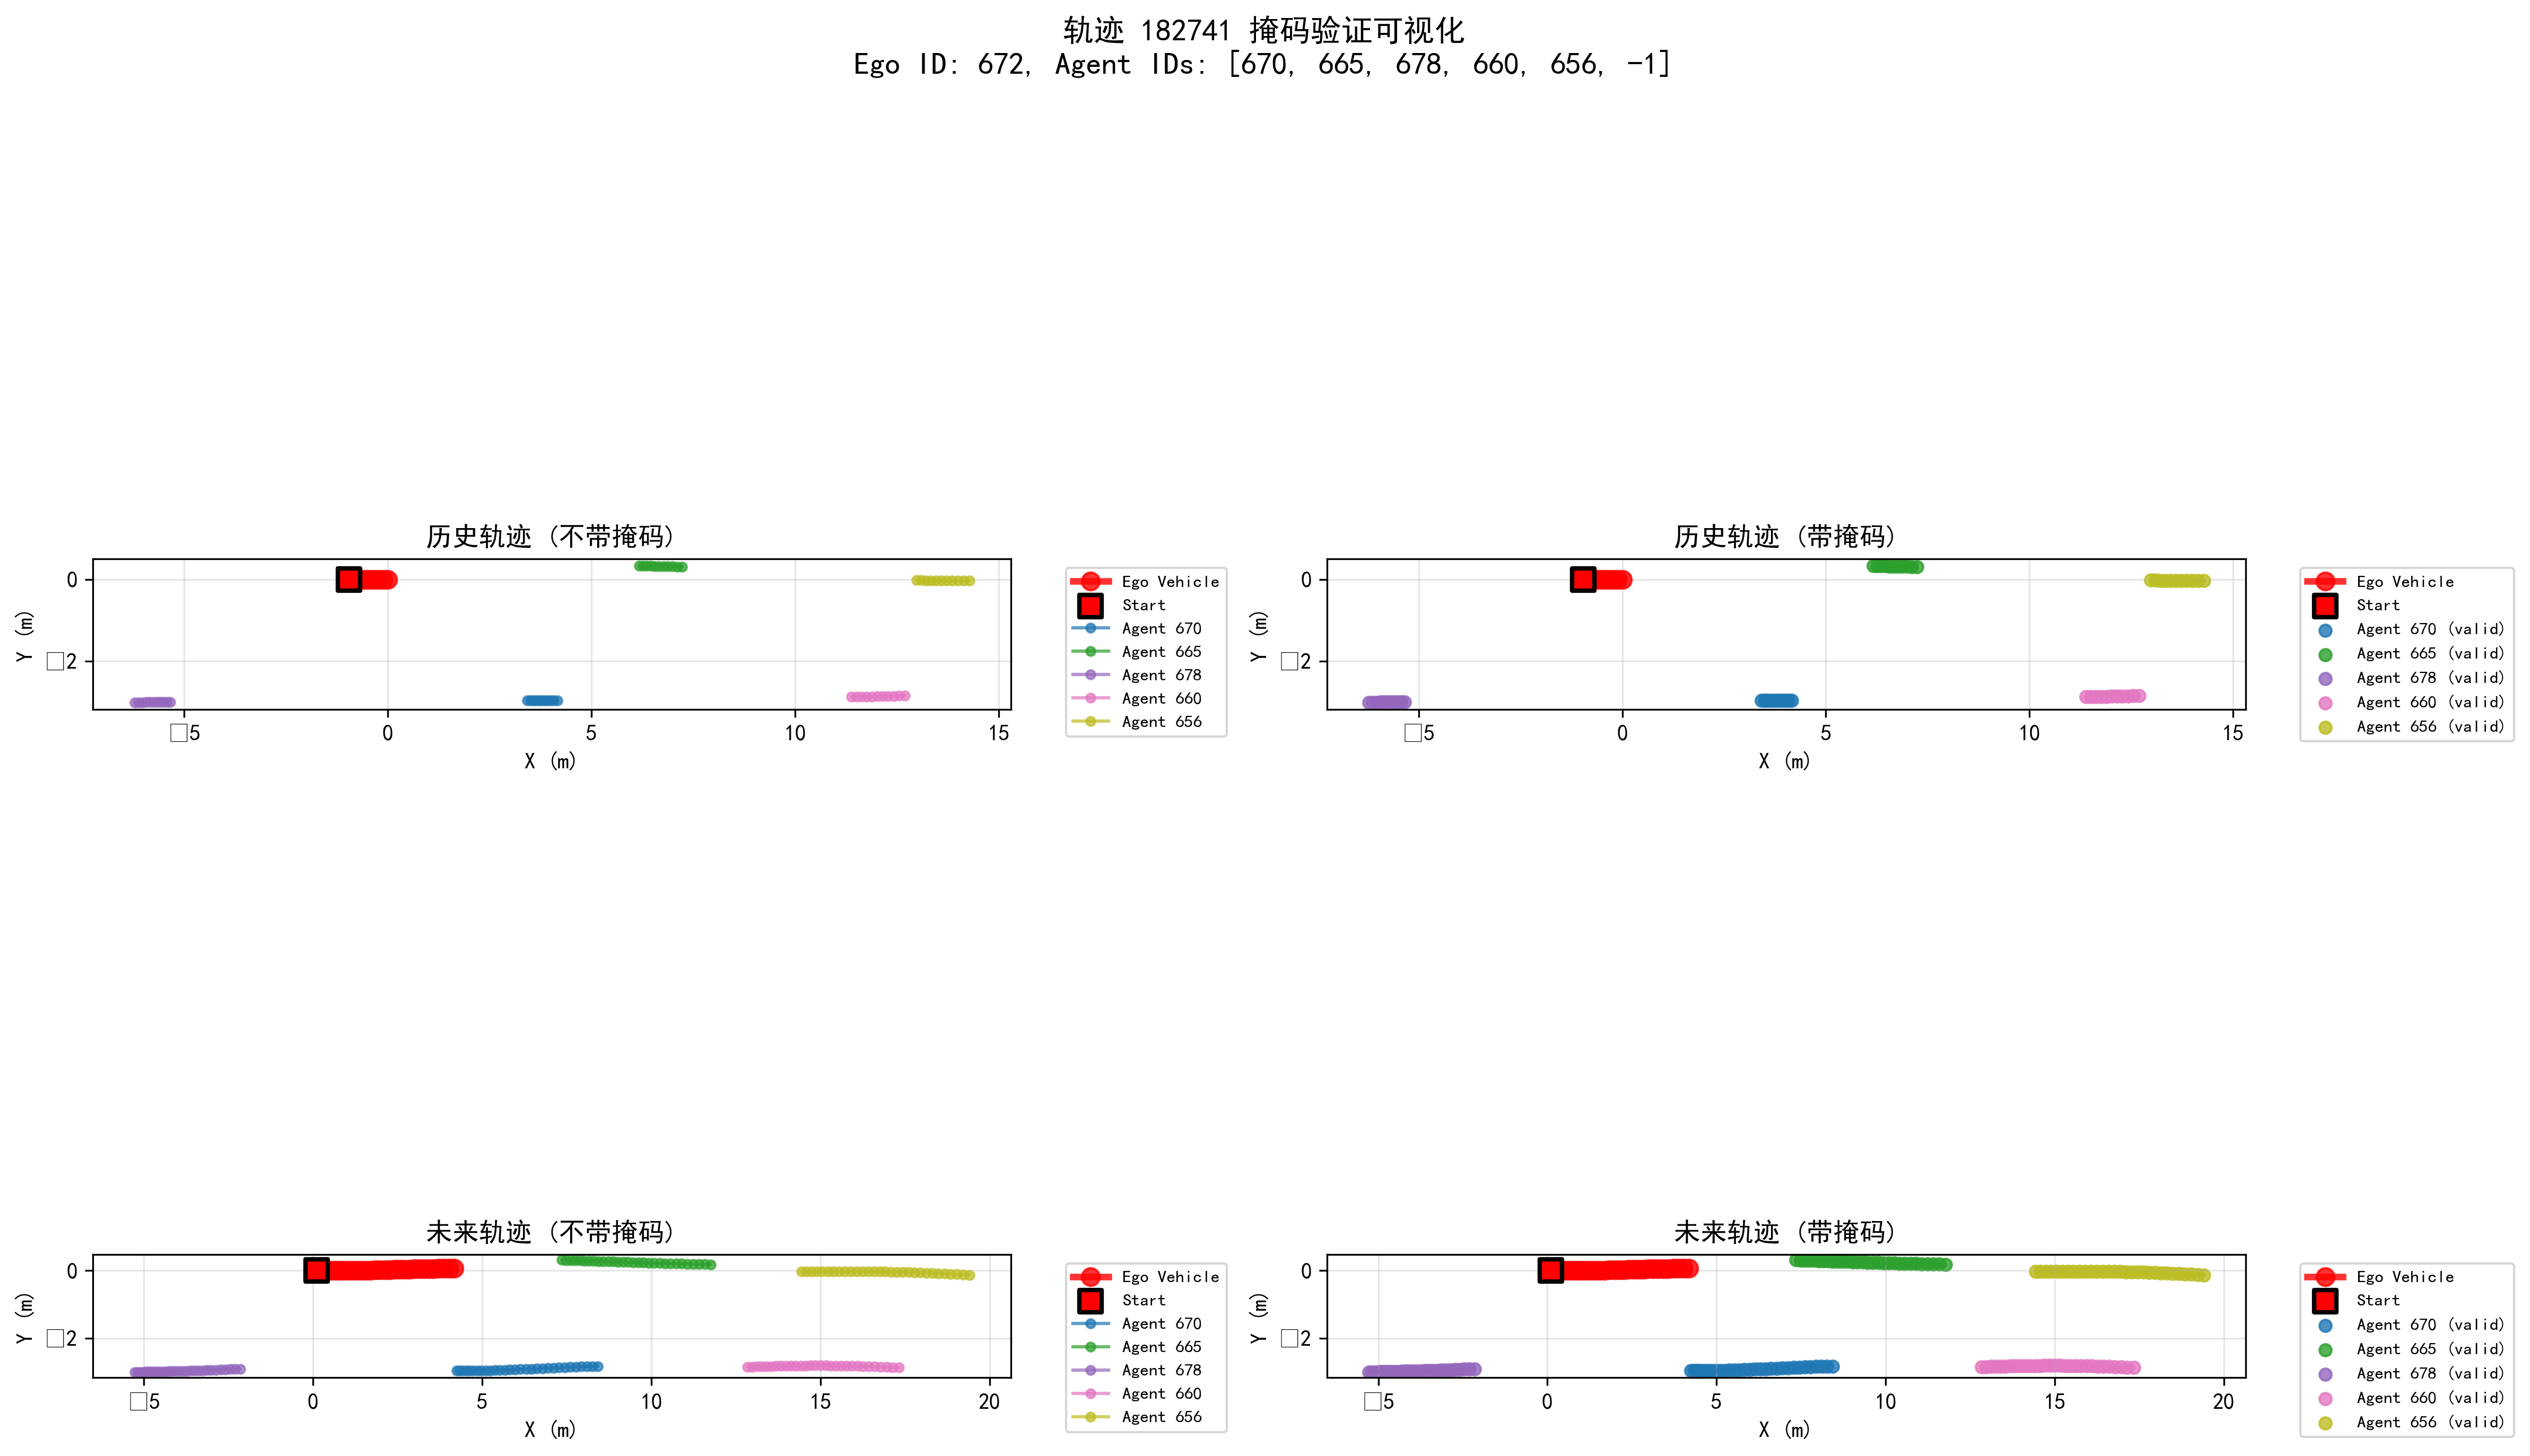 轨迹 182741 掩码验证可视化
Ego ID: 672, Agent IDs: [670, 665, 678, 660, 656, -1]
历史轨迹 (不带掩码)
0
□2
Y (m)
□5 0 5 10 15
X (m)
Ego Vehicle
Start
Agent 670
Agent 665
Agent 678
Agent 660
Agent 656
历史轨迹 (带掩码)
0
□2
Y (m)
□5 0 5 10 15
X (m)
Ego Vehicle
Start
Agent 670 (valid)
Agent 665 (valid)
Agent 678 (valid)
Agent 660 (valid)
Agent 656 (valid)
未来轨迹 (不带掩码)
0
□2
Y (m)
□5 0 5 10 15 20
X (m)
Ego Vehicle
Start
Agent 670
Agent 665
Agent 678
Agent 660
Agent 656
未来轨迹 (带掩码)
0
□2
Y (m)
□5 0 5 10 15 20
X (m)
Ego Vehicle
Start
Agent 670 (valid)
Agent 665 (valid)
Agent 678 (valid)
Agent 660 (valid)
Agent 656 (valid)